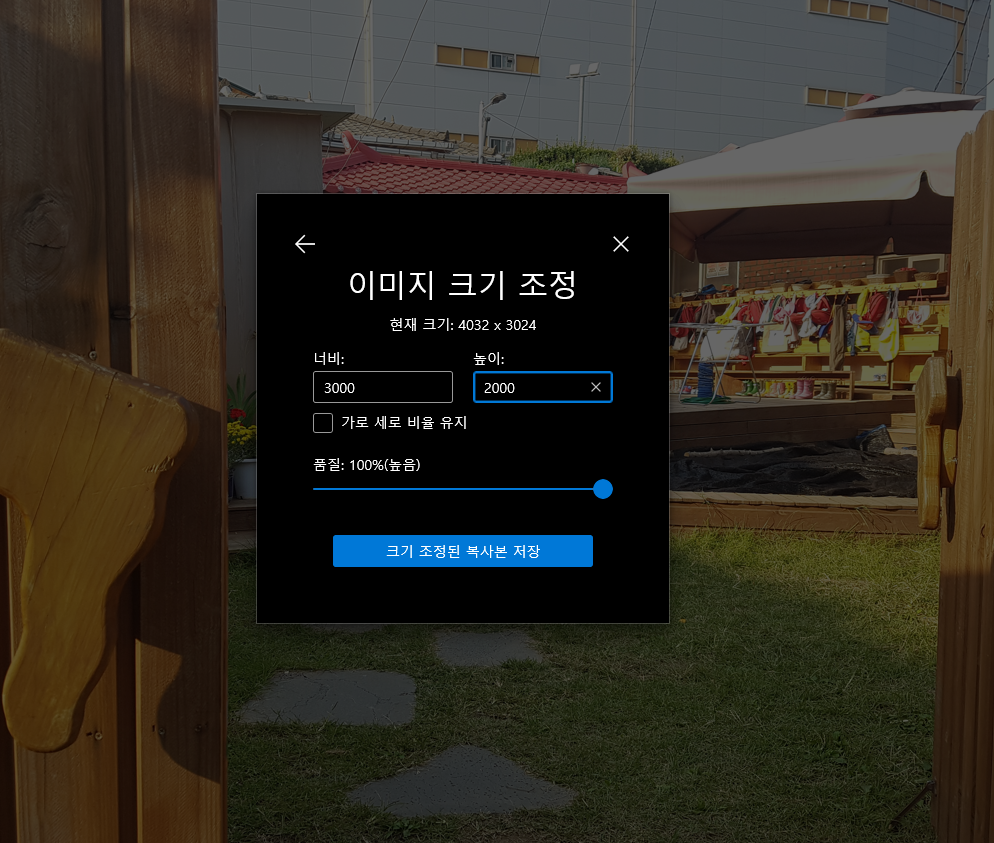 이미지 크기 조정
현재 크기: 4032 x 3024
너비: 높이:
3000 2000
가로 세로 비율 유지
품질: 100%(높음)
크기 조정된 복사본 저장